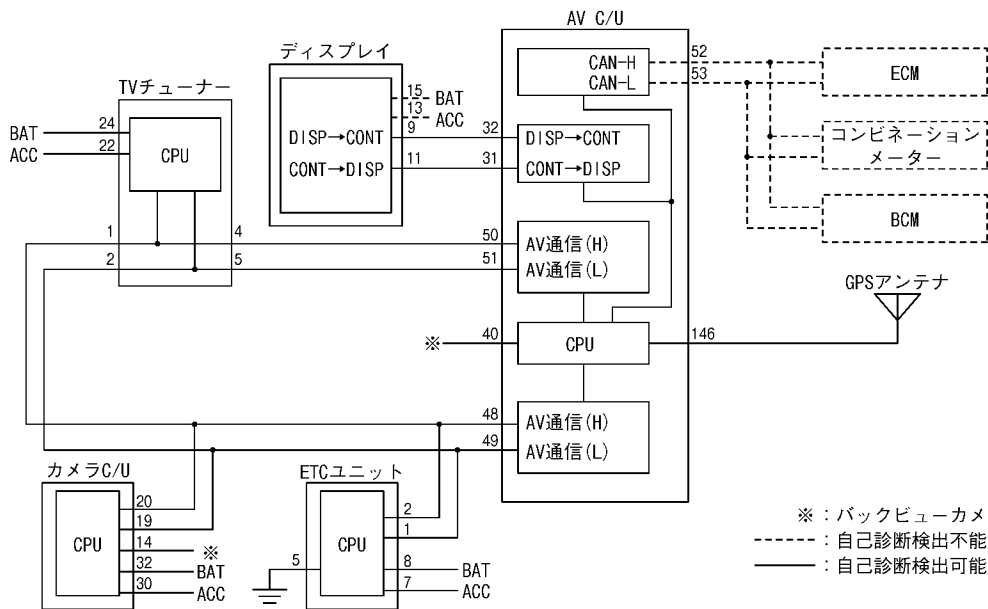 AV C/U
ディスプレイ
TVチューナー
CAN-H
CAN-L
52
53
ECM
コンビネーション
メーター
BCM
15
BAT
13
ACC
DISP→CONT
9
32
DISP→CONT
CONT→DISP
11
31
CONT→DISP
BAT
24
ACC
22
CPU
1
4
2
5
50
AV通信(H)
51
AV通信(L)
GPSアンテナ
※
40
CPU
146
48
AV通信(H)
49
AV通信(L)
カメラC/U
CPU
20
19
14
※
32
BAT
30
ACC
ETCユニット
CPU
2
1
5
8
BAT
7
ACC
※：バックビューカメ
：自己診断検出不能
：自己診断検出可能